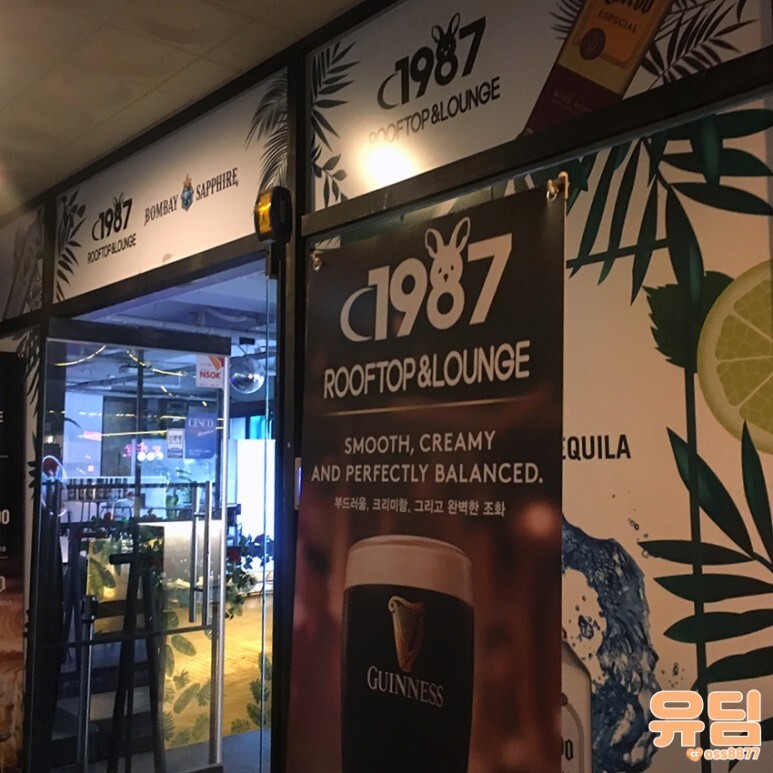 C1987
ROOFTOP&LOUNGE
ESPECIAL
C1987
ROOFTOP&LOUNGE
BOMBAY SAPPHIRE
C1987
ROOFTOP&LOUNGE
SMOOTH, CREAMY
AND PERFECTLY BALANCED.
부드러움, 크리미함, 그리고 완벽한 조화
GUINNESS
NSOK
CESCO
EQUILA
유딤
oss8877